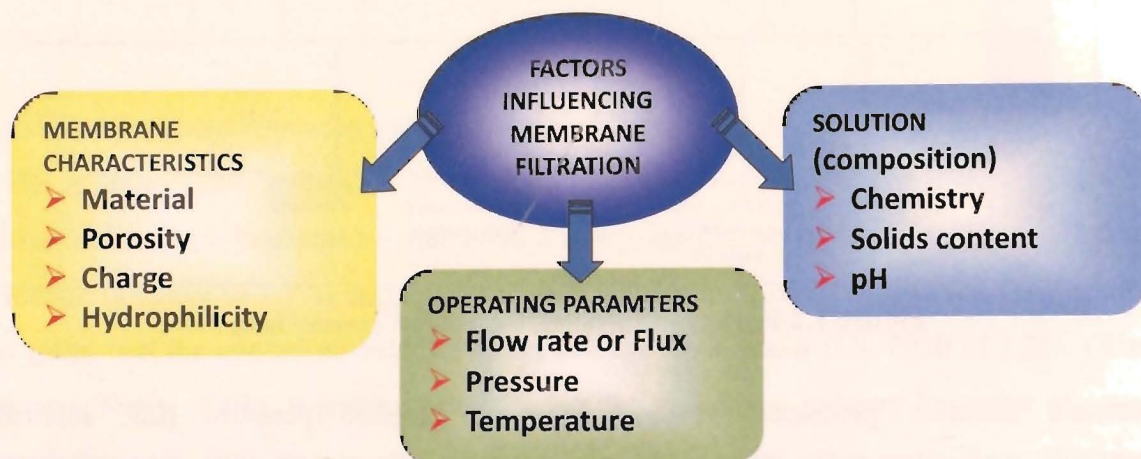 FACTORS
INFLUENCING
MEMBRANE
FILTRATION
MEMBRANE
CHARACTERISTICS
➤ Material
➤ Porosity
➤ Charge
➤ Hydrophilicity
OPERATING PARAMTERS
➤ Flow rate or Flux
➤ Pressure
➤ Temperature
SOLUTION
(composition)
➤ Chemistry
➤ Solids content
➤ pH